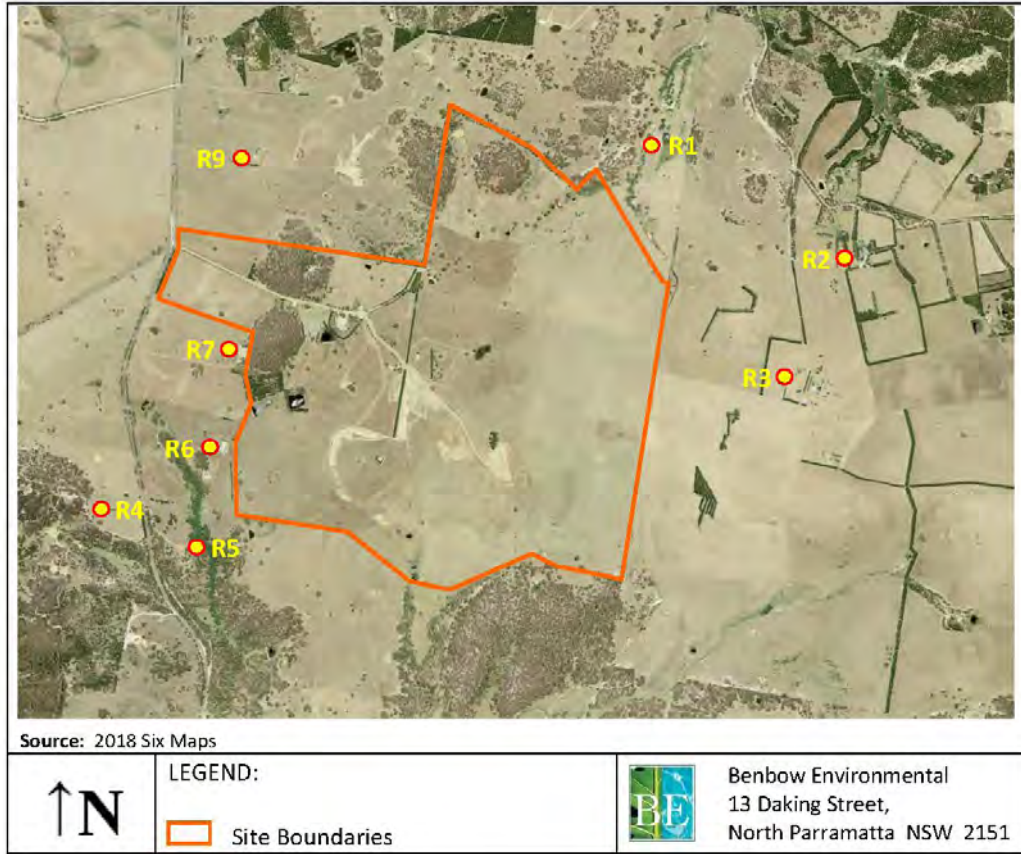 R1
R9
R2
R7
R3
R6
R4
R5
Source: 2018 Six Maps
↑N
LEGEND:
Site Boundaries
BE
Benbow Environmental
13 Daking Street,
North Parramatta NSW 2151